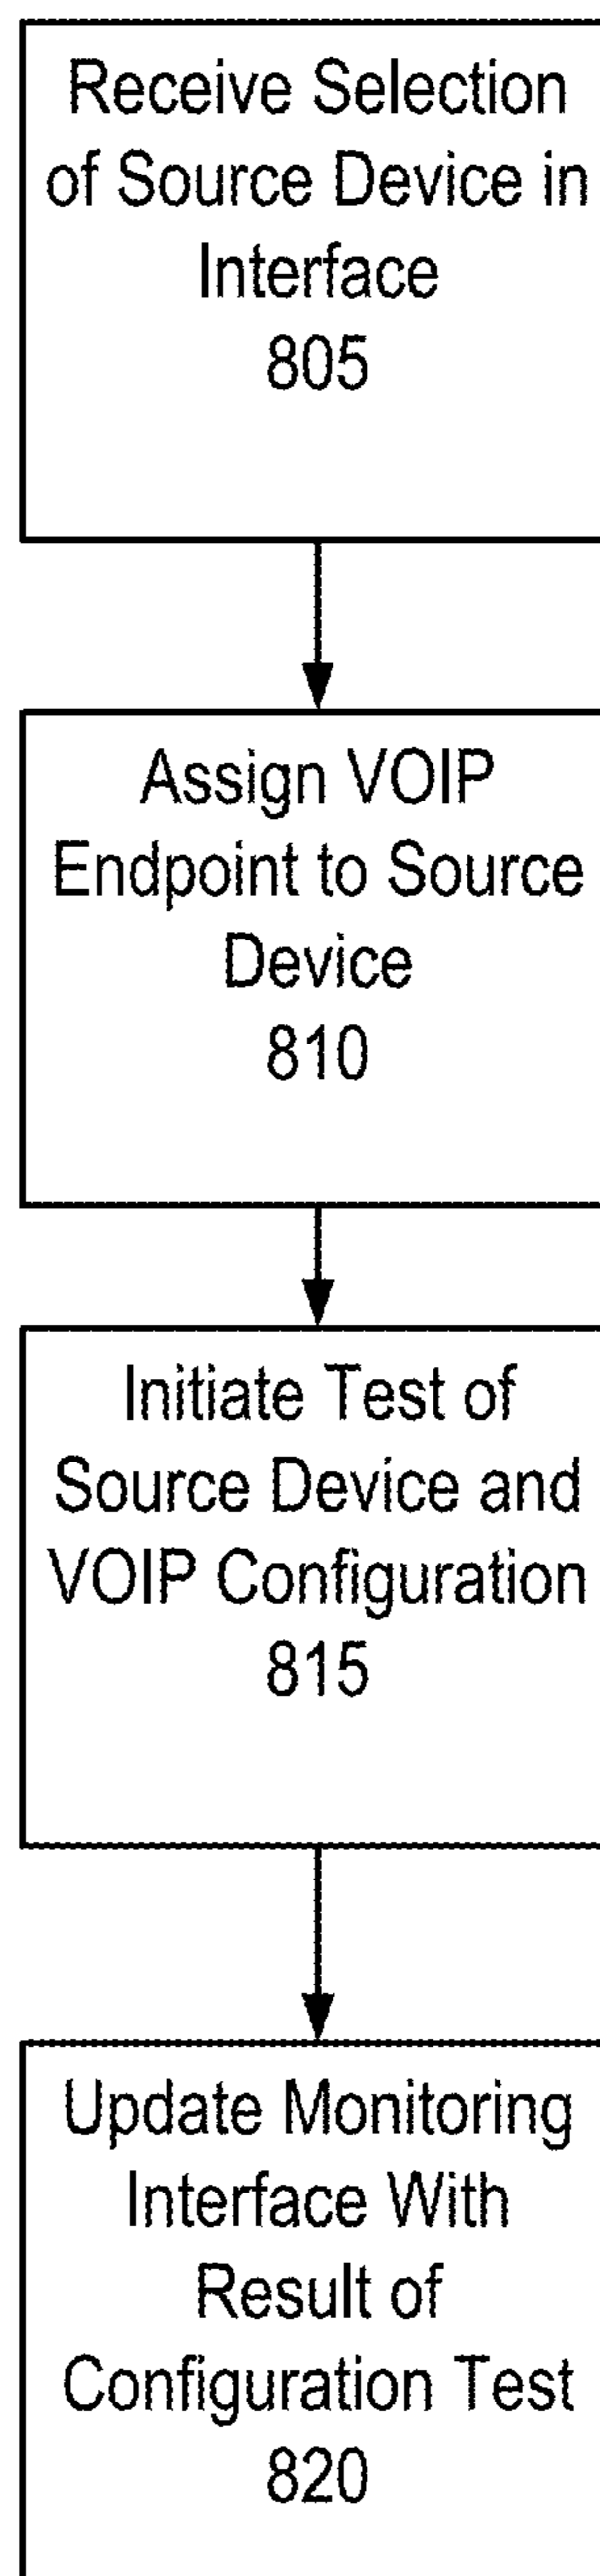 Receive Selection
of Source Device in
Interface
805
Assign VOIP
Endpoint to Source
Device
810
Initiate Test of
Source Device and
VOIP Configuration
815
Update Monitoring
Interface With
Result of
Configuration Test
820